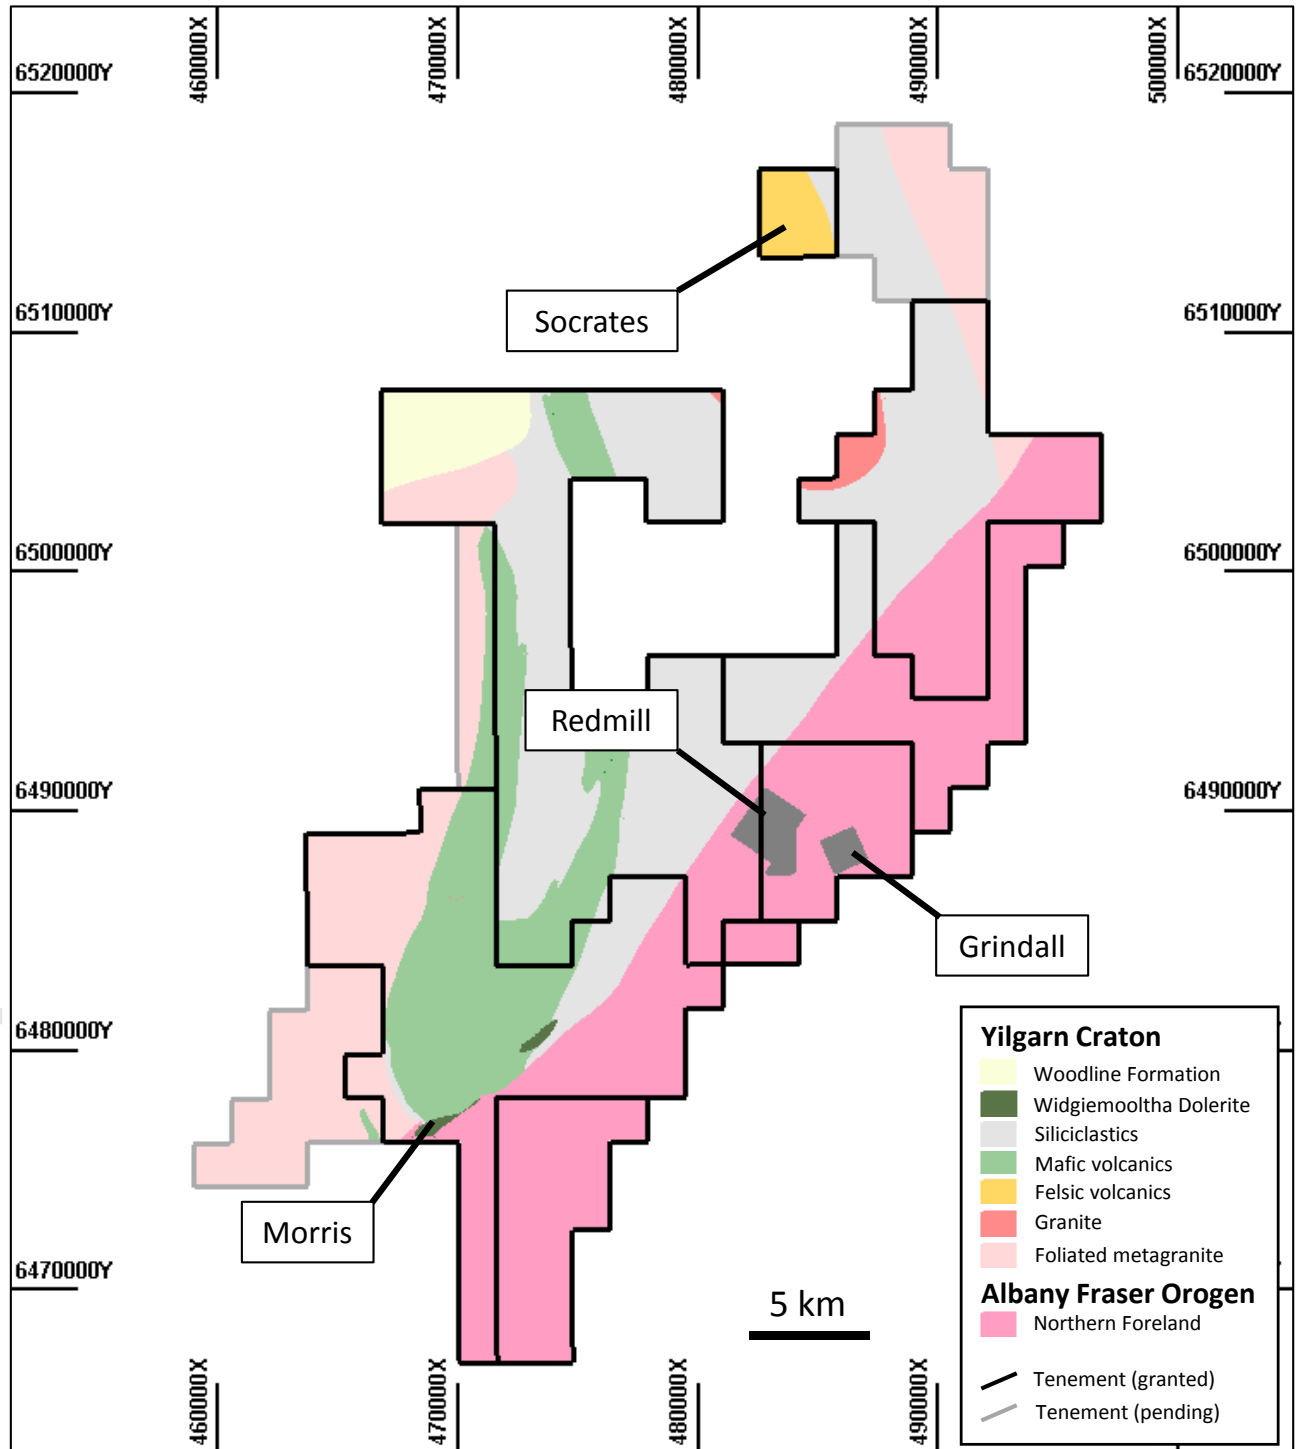 460000X
470000X
480000X
490000X
500000X
6520000Y
6520000Y
Socrates
6510000Y
6510000Y
6500000Y
6500000Y
Redmill
6490000Y
6490000Y
Grindall
6480000Y
Morris
6470000Y
5 km
460000X
470000X
480000X
490000X
Yilgarn Craton
Woodline Formation
Widgiemooltha Dolerite
Siliciclastics
Mafic volcanics
Felsic volcanics
Granite
Foliated metagranite
Albany Fraser Orogen
Northern Foreland
Tenement (granted)
Tenement (pending)